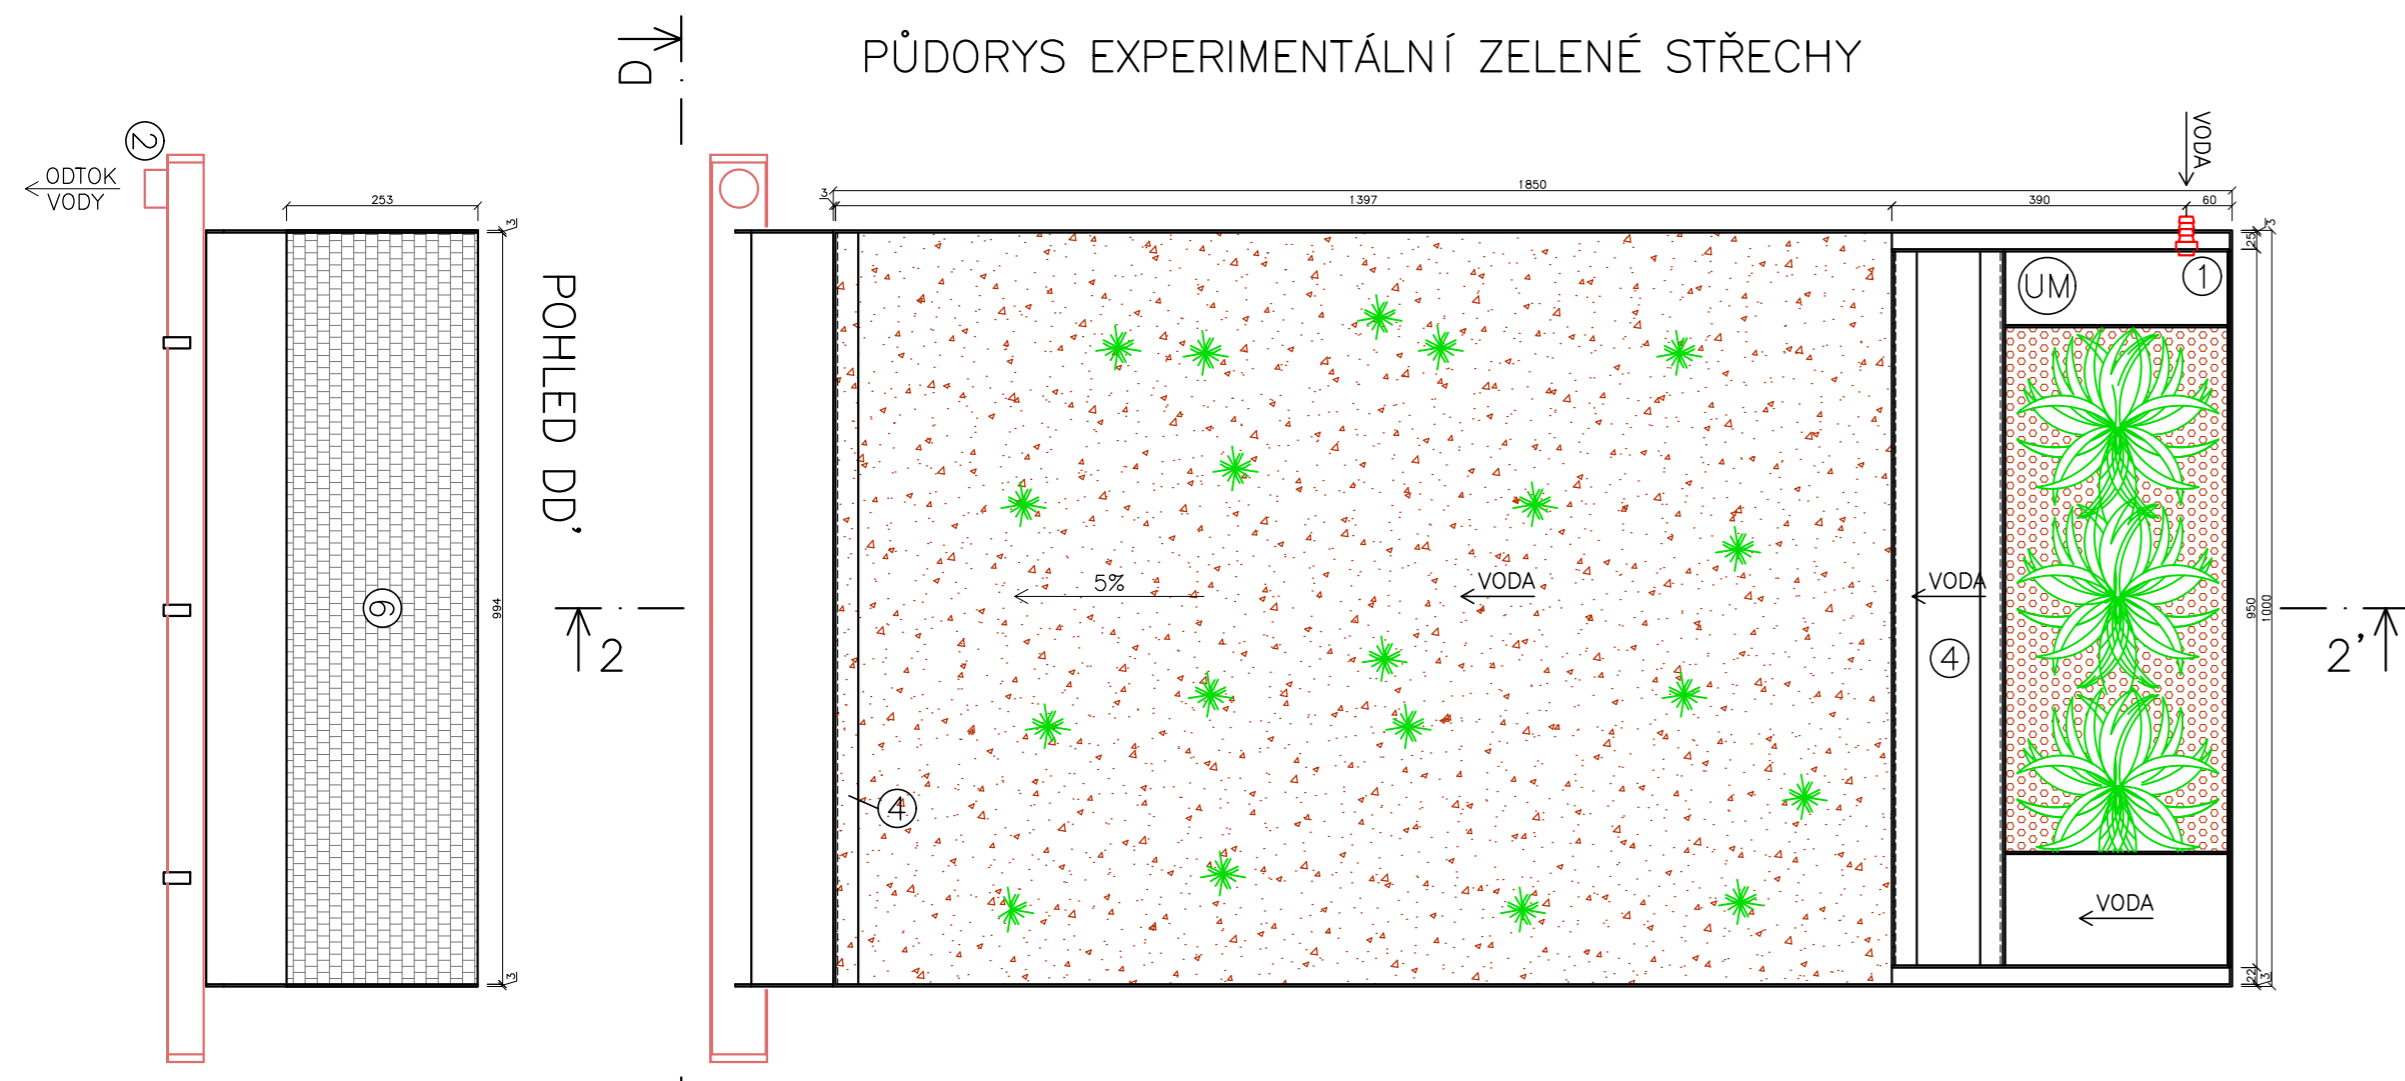 PŮDORYS EXPERIMENTÁLNÍ ZELENÉ STŘECHY
D
2
ODTOK
VODY
253
3
994
3
6
POHLED DD'
2
3
1850
1397
390
60
VODA
3
25
UM
1
5%
VODA
VODA
4
4
950
1000
2'
VODA
22
3